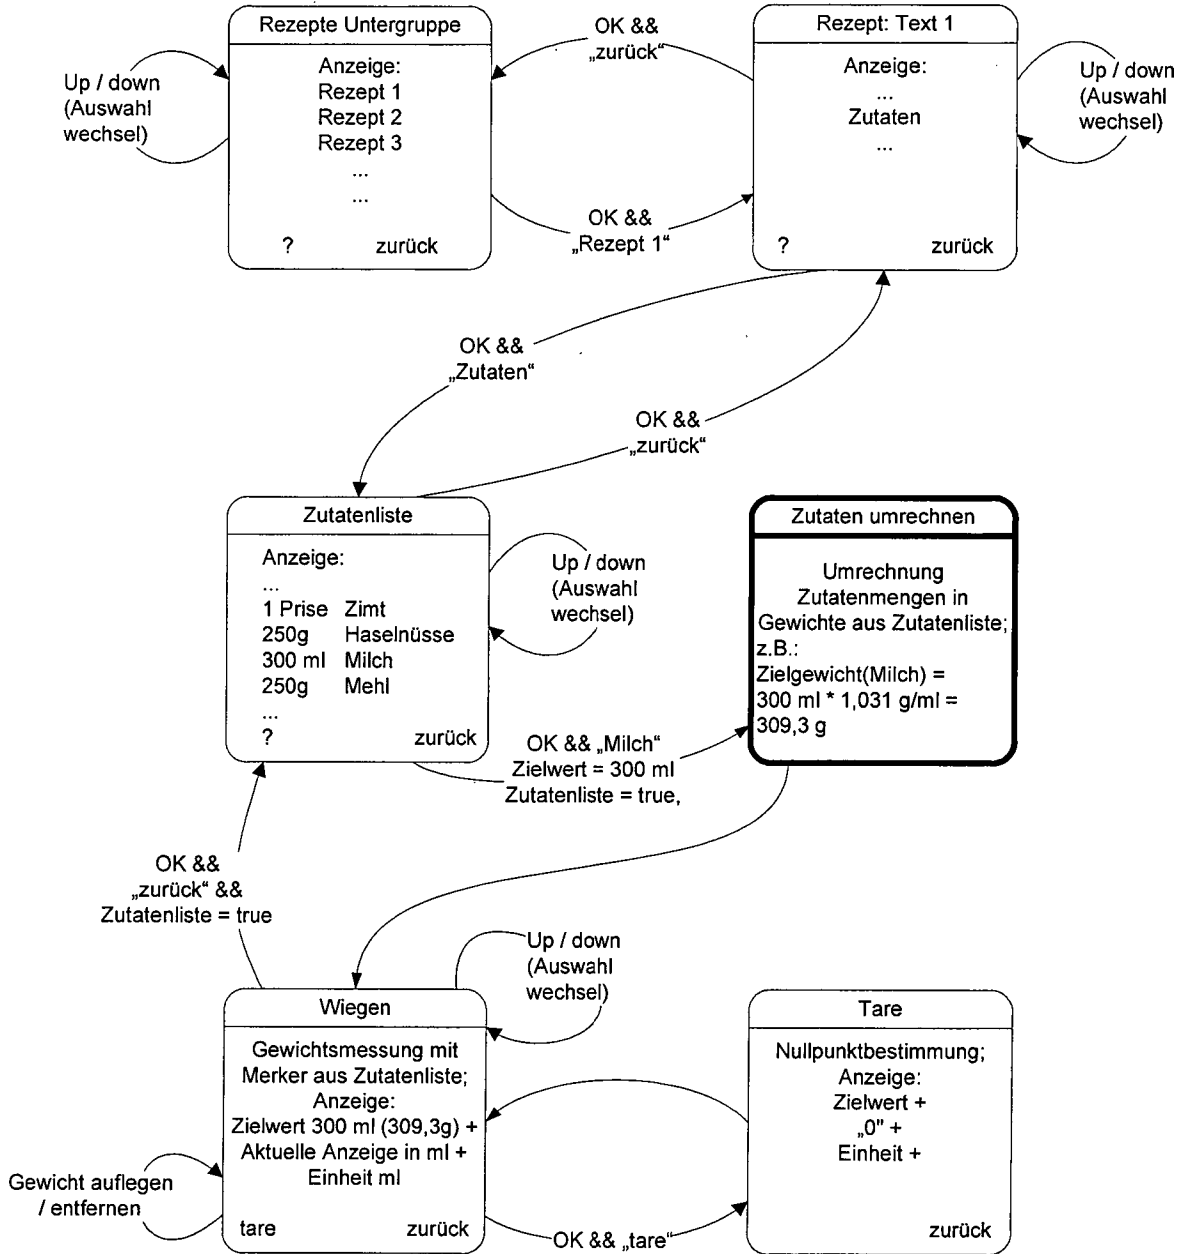 Rezepte Untergruppe
Anzeige:
Rezept 1
Rezept 2
Rezept 3
...
...
? zurück
Up / down
(Auswahl
wechsel)
OK &&
„zurück“
OK &&
„Rezept 1“
Rezept: Text 1
Anzeige:
...
Zutaten
...
? zurück
Up / down
(Auswahl
wechsel)
OK &&
„Zutaten“
OK &&
„zurück“
Zutatenliste
Anzeige:
...
1 Prise Zimt
250g Haselnüsse
300 ml Milch
250g Mehl
...
? zurück
Up / down
(Auswahl
wechsel)
OK && „Milch“
Zielwert = 300 ml
Zutatenliste = true,
Zutaten umrechnen
Umrechnung
Zutatenmengen in
Gewichte aus Zutatenliste;
z.B.:
Zielgewicht(Milch) =
300 ml * 1,031 g/ml =
309,3 g
OK &&
„zurück“ &&
Zutatenliste = true
Up / down
(Auswahl
wechsel)
Wiegen
Gewichtsmessung mit
Merker aus Zutatenliste;
Anzeige:
Zielwert 300 ml (309,3g) +
Aktuelle Anzeige in ml +
Einheit ml
tare zurück
Gewicht auflegen
/ entfernen
OK && „tare“
Tare
Nullpunktbestimmung;
Anzeige:
Zielwert +
„0" +
Einheit +
zurück